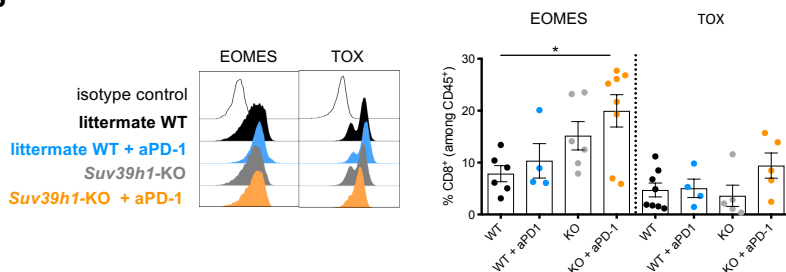 EOMES TOX
isotype control
littermate WT
littermate WT + aPD-1
Suv39h1-KO
Suv39h1-KO + aPD-1
EOMES TOX
*
% CD8⁺ (among CD45⁺)
30
20
10
0
WT WT + aPD1 KO KO + aPD-1 WT WT + aPD1 KO KO + aPD-1